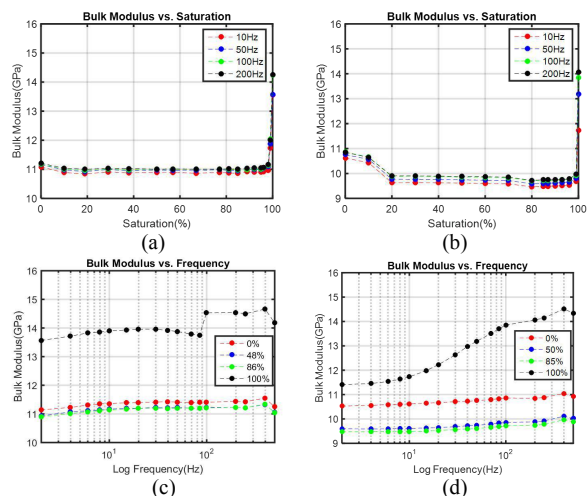 Bulk Modulus vs. Saturation
Bulk Modulus(GPa)
16
15
14
13
12
11
10
0
20
40
60
80
100
Saturation(%)
10Hz
50Hz
100Hz
200Hz
(a)
Bulk Modulus vs. Saturation
Bulk Modulus(GPa)
16
15
14
13
12
11
10
9
0
20
40
60
80
100
Saturation(%)
10Hz
50Hz
100Hz
200Hz
(b)
Bulk Modulus vs. Frequency
Bulk Modulus(GPa)
16
15
14
13
12
11
10
10¹
10²
Log Frequency(Hz)
0%
48%
86%
100%
(c)
Bulk Modulus vs. Frequency
Bulk Modulus(GPa)
16
15
14
13
12
11
10
9
10¹
10²
Log Frequency(Hz)
0%
50%
85%
100%
(d)